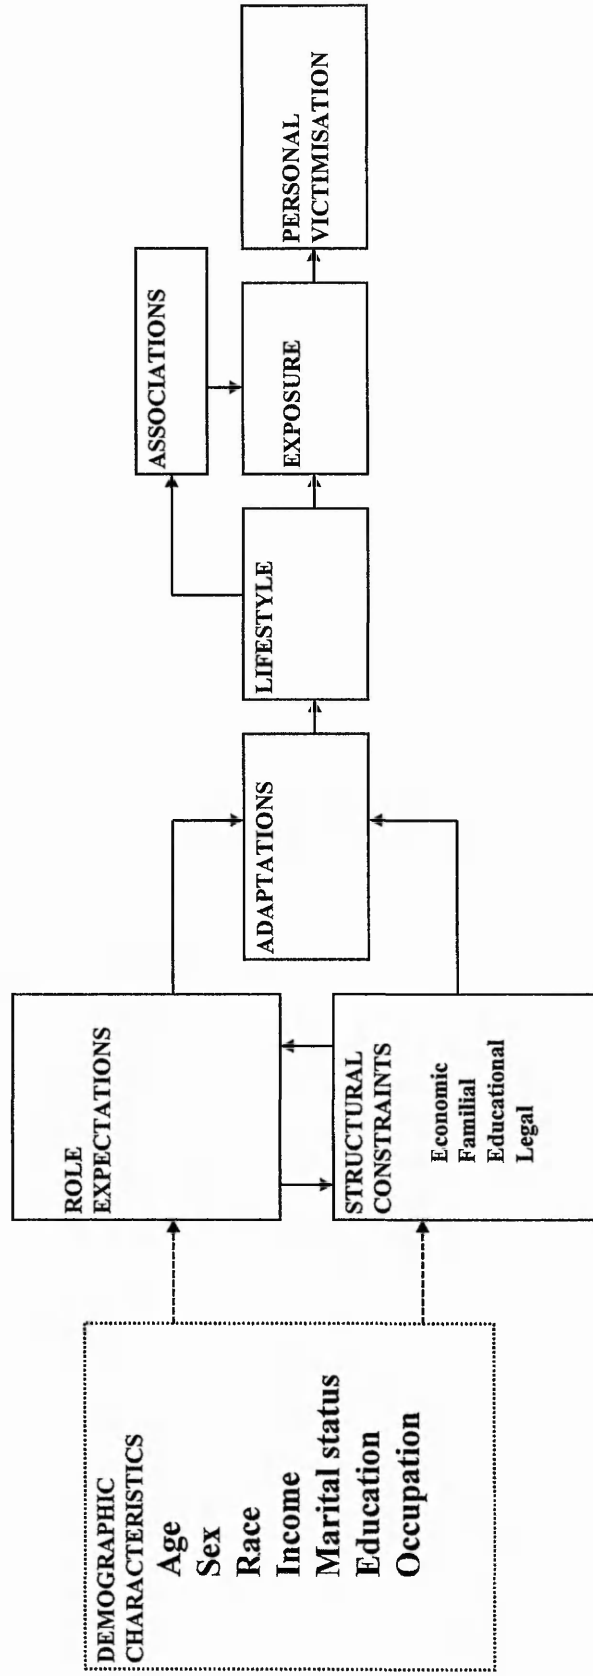 DEMOGRAPHIC
CHARACTERISTICS
Age
Sex
Race
Income
Marital status
Education
Occupation
ROLE
EXPECTATIONS
STRUCTURAL
CONSTRAINTS
Economic
Familial
Educational
Legal
ADAPTATIONS
LIFESTYLE
ASSOCIATIONS
EXPOSURE
PERSONAL
VICTIMISATION